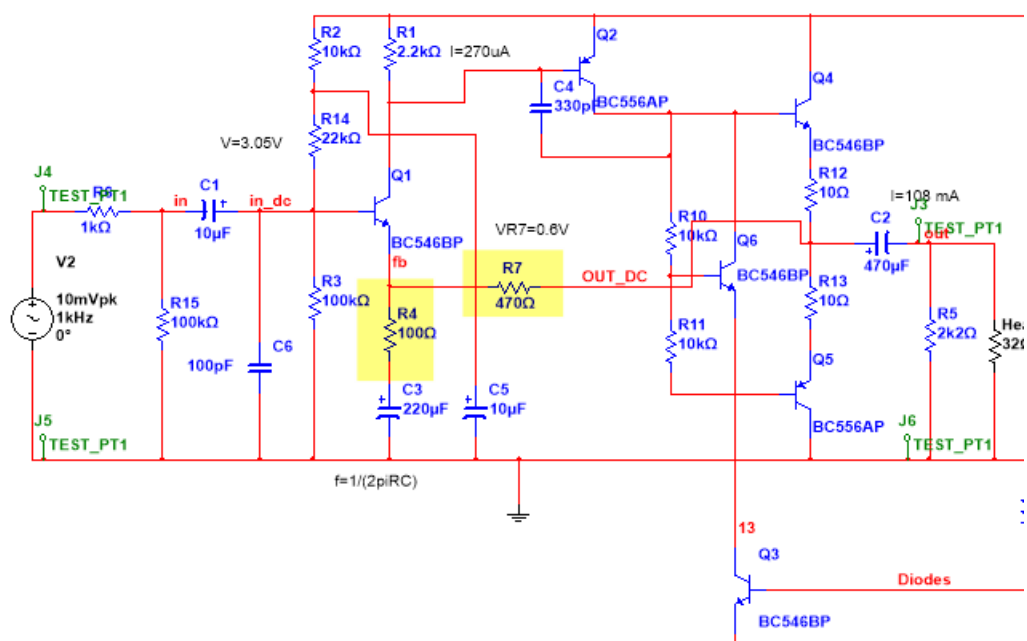 R2
10kΩ
R1
2.2kΩ
I=270uA
Q2
C4
330p
BC556AP
Q4
BC546BP
R14
22kΩ
V=3.05V
J4
TEST_PT1
R6
1kΩ
in
C1
+
10µF
in_dc
Q1
BC546BP
fb
VR7=0.6V
R7
470Ω
OUT_DC
R10
10kΩ
Q6
BC546BP
R12
10Ω
I=108 mA
J3
TEST_PT1
out
C2
+
470µF
V2
10mVpk
1kHz
0°
R15
100kΩ
100pF
C6
R3
100kΩ
R4
100Ω
C3
+
220µF
C5
+
10µF
R11
10kΩ
R13
10Ω
Q5
BC556AP
R5
2k2Ω
Hea
32Ω
J5
TEST_PT1
J6
TEST_PT1
f=1/(2piRC)
13
Q3
BC546BP
Diodes